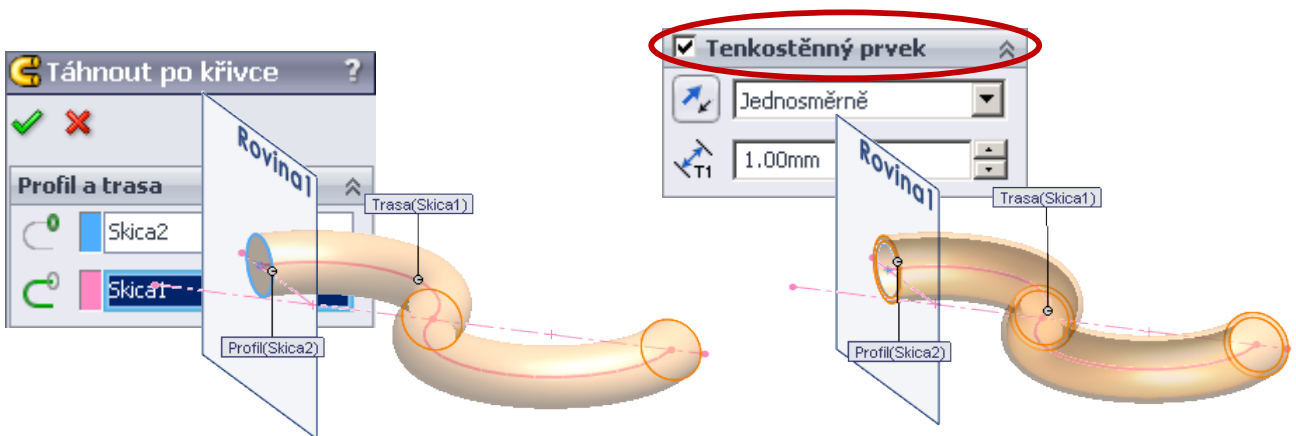 Táhnout po křivce ?
Profil a trasa
Skica2
Skica1
Rovina1
Trasa(Skica1)
Profil(Skica2)
Tenkostěnný prvek
Jednosměrně
T1 1.00mm
Rovina1
Trasa(Skica1)
Profil(Skica2)